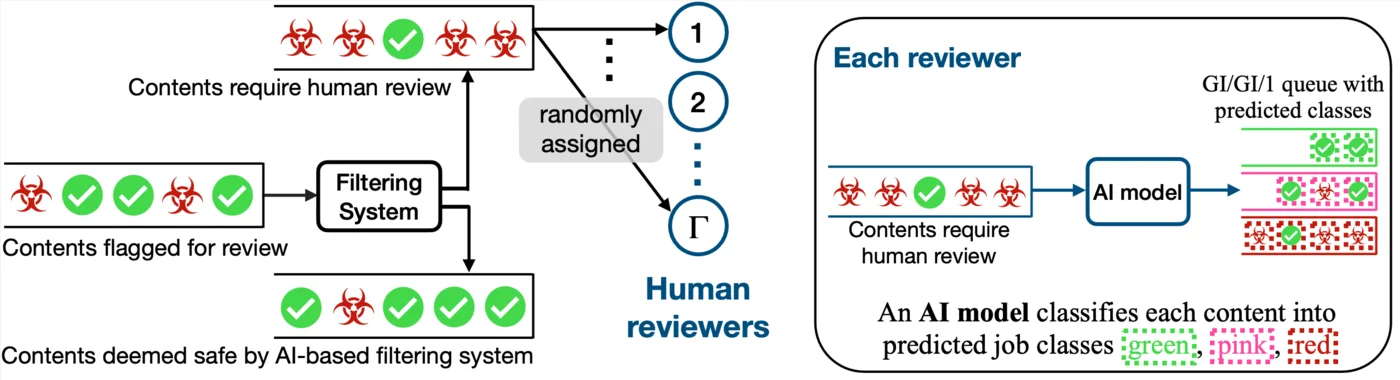 Contents require human review
randomly
assigned
1
2
Γ
Human
reviewers
Filtering
System
Contents flagged for review
Contents deemed safe by AI-based filtering system
Each reviewer
GI/GI/1 queue with
predicted classes
AI model
Contents require
human review
An AI model classifies each content into
predicted job classes green, pink, red